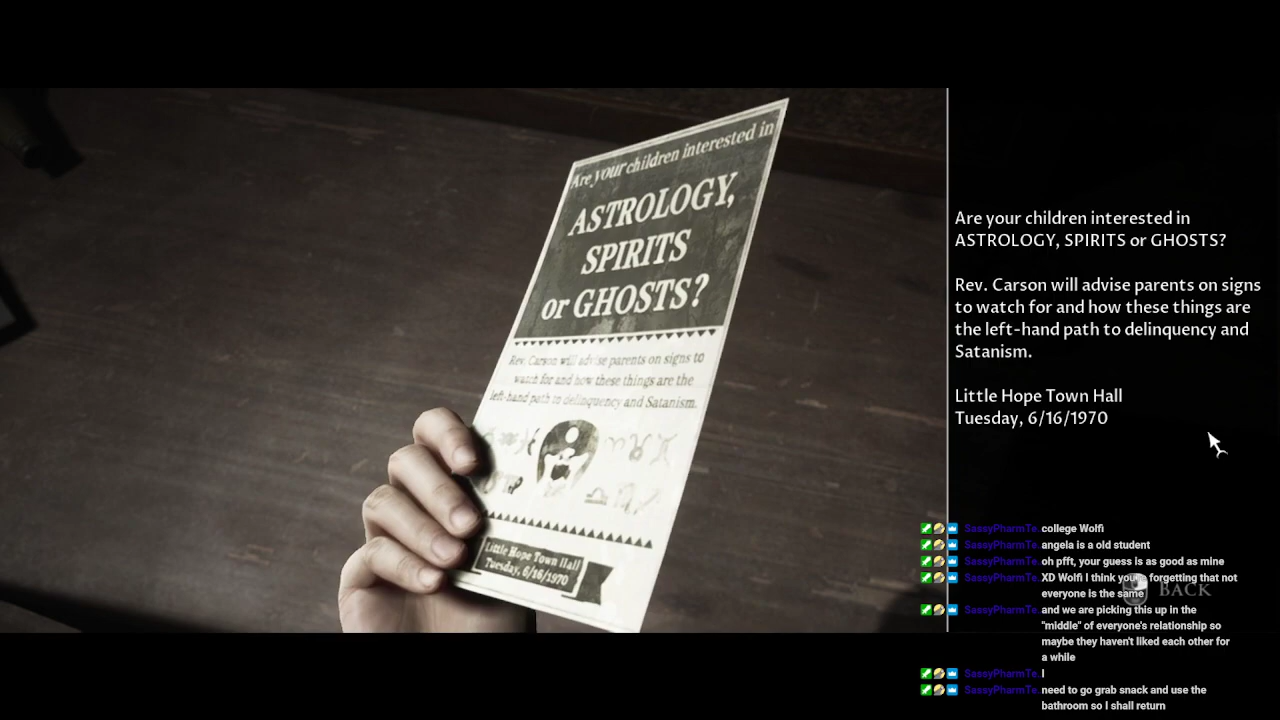 Are your children interested in
ASTROLOGY,
SPIRITS
or GHOSTS?
Rev. Carson will advise parents on signs to
watch for and how these things are the
left-hand path to delinquency and Satanism.
Little Hope Town Hall
Tuesday, 6/16/1970
Are your children interested in
ASTROLOGY, SPIRITS or GHOSTS?
Rev. Carson will advise parents on signs
to watch for and how these things are
the left-hand path to delinquency and
Satanism.
Little Hope Town Hall
Tuesday, 6/16/1970
SassyPharmTe. college Wolfi
SassyPharmTe. angela is a old student
SassyPharmTe. oh pfft, your guess is as good as mine
SassyPharmTe. XD Wolfi I think you're forgetting that not
everyone is the same
BACK
SassyPharmTe. and we are picking this up in the
"middle" of everyone's relationship so
maybe they haven't liked each other for
a while
SassyPharmTe. I
SassyPharmTe. need to go grab snack and use the
bathroom so I shall return